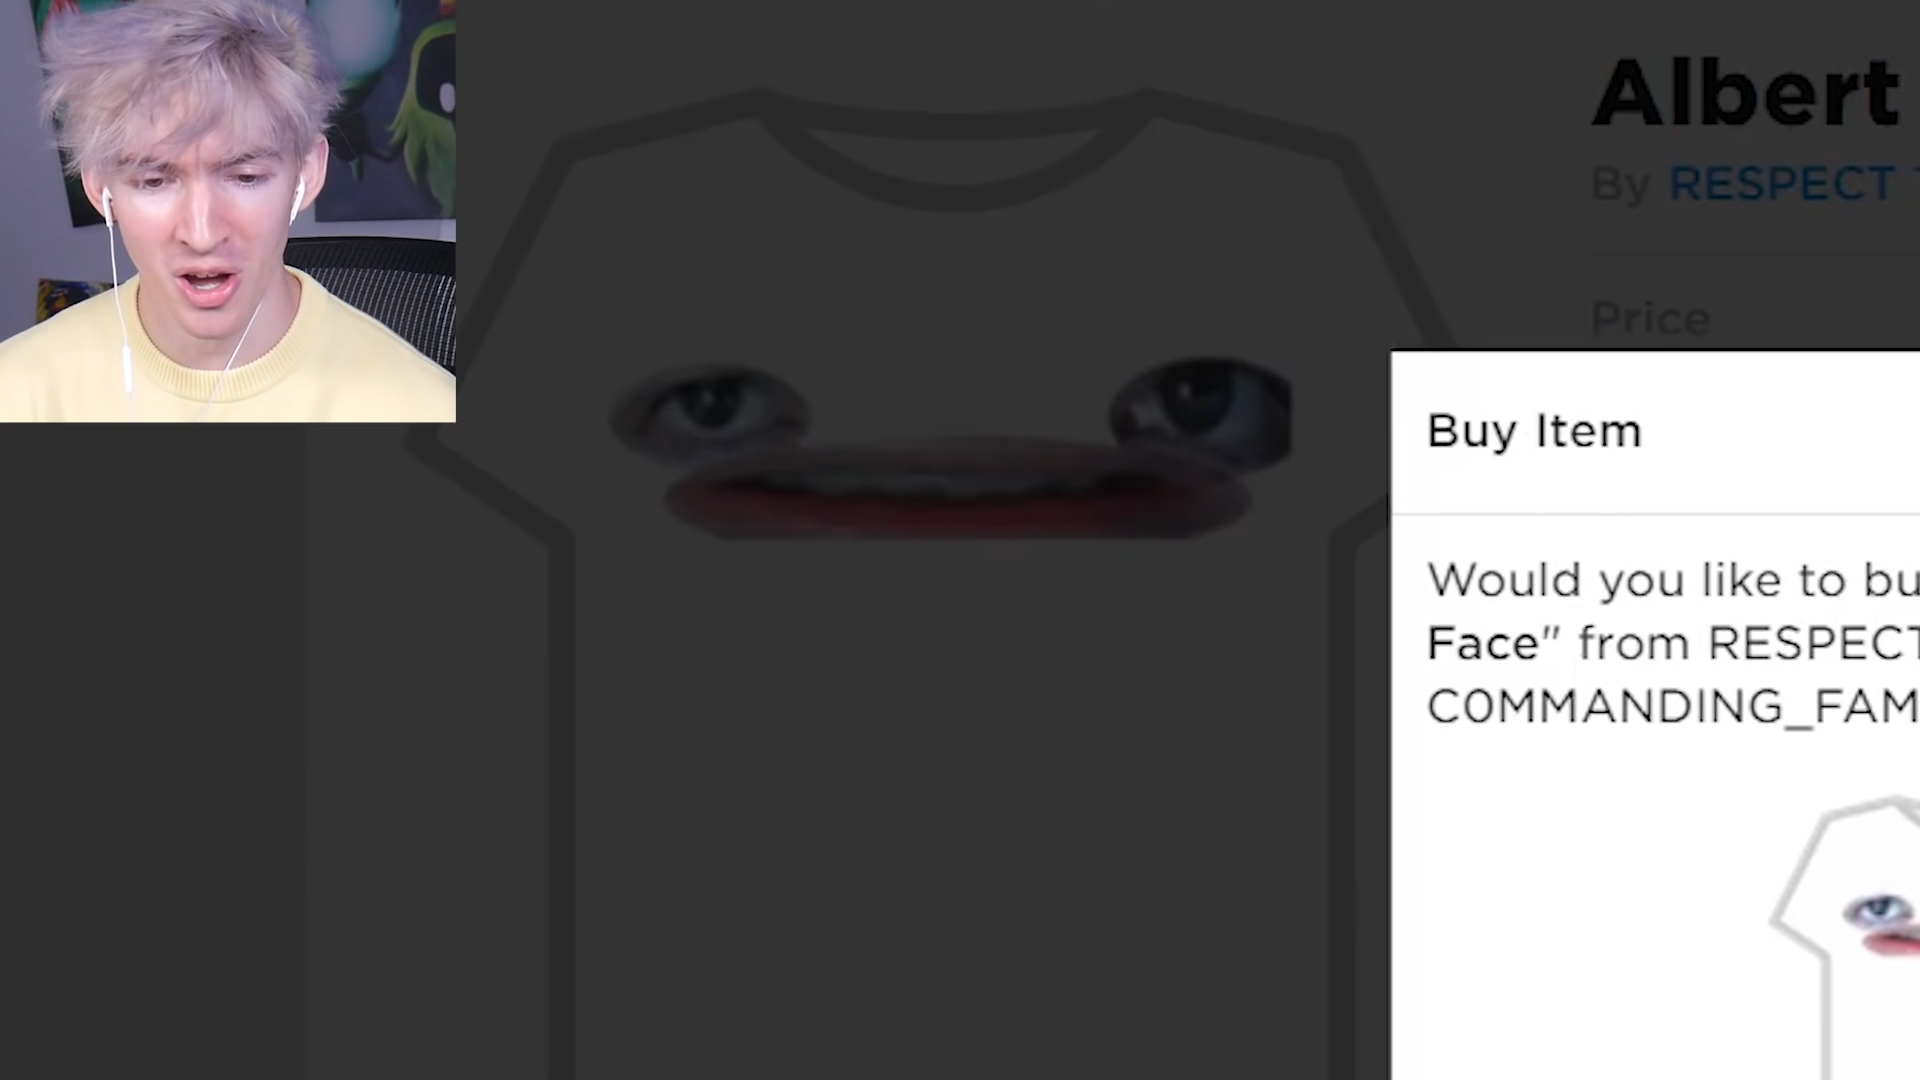 Albert
By RESPECT
Price
Buy Item
Would you like to bu
Face" from RESPECT
C0MMANDING_FAM